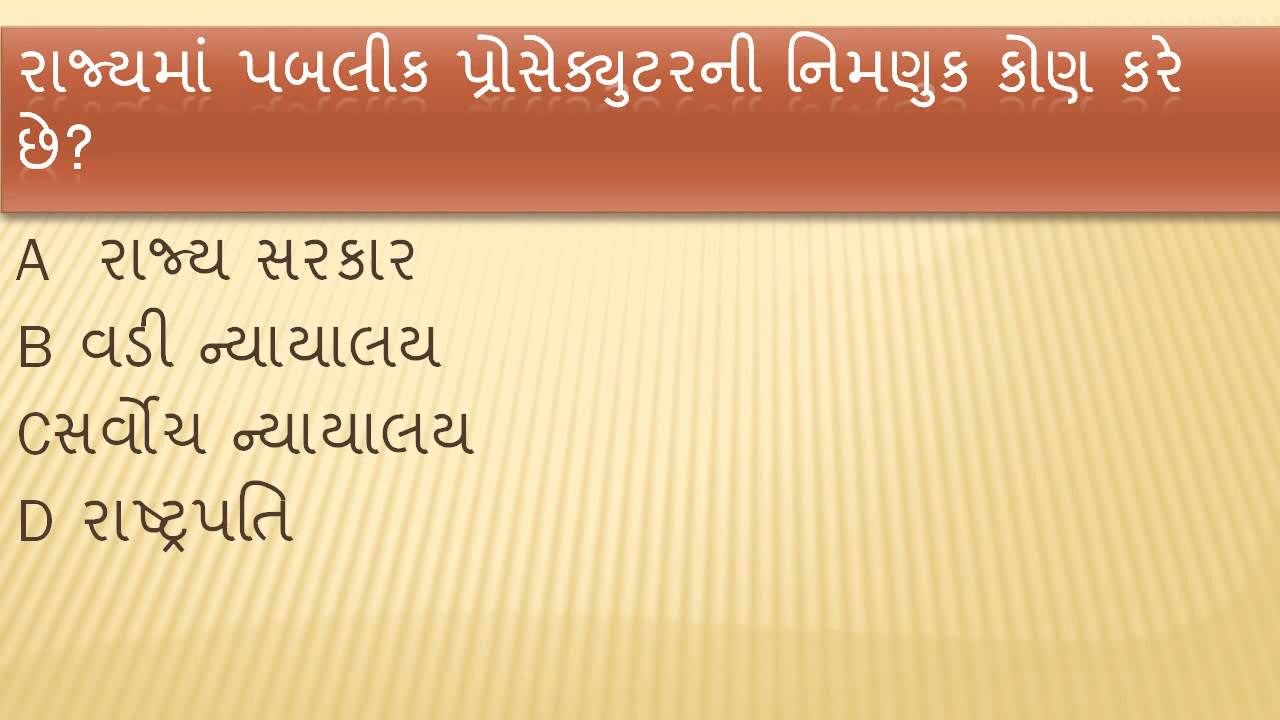 રાજ્યમાં પબલીક પ્રોસેક્યુટરની નિમણુક કોણ કરે
છે?
A રાજ્ય સરકાર
B વડી ન્યાયાલય
Cસર્વોચ ન્યાયાલય
D રાષ્ટ્રપતિ